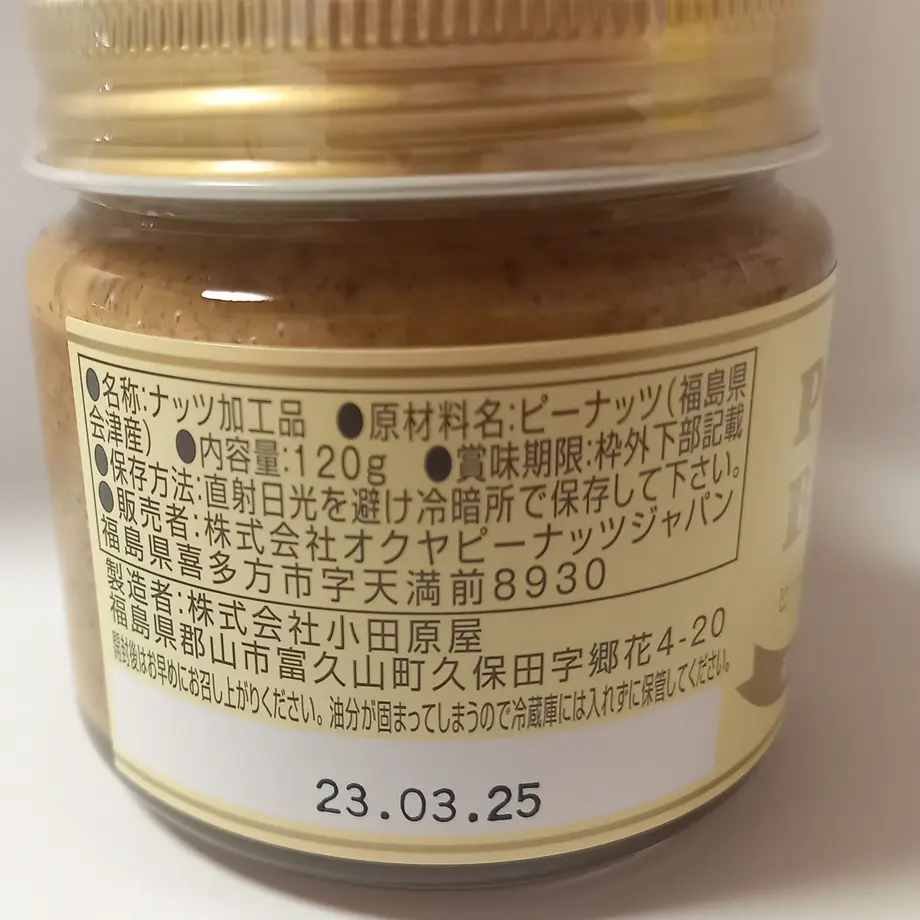 ●名称:ナッツ加工品 ●原材料名:ピーナッツ(福島県
会津産) ●内容量:120g ●賞味期限:枠外下部記載
●保存方法:直射日光を避け冷暗所で保存して下さい。
●販売者:株式会社オクヤピーナッツジャパン
福島県喜多方市字天満前8930
製造者:株式会社小田原屋
福島県郡山市富久山町久保田字郷花4-20
開封後はお早めにお召し上がりください。油分が固まってしまうので冷蔵庫には入れずに保管してください。
23.03.25